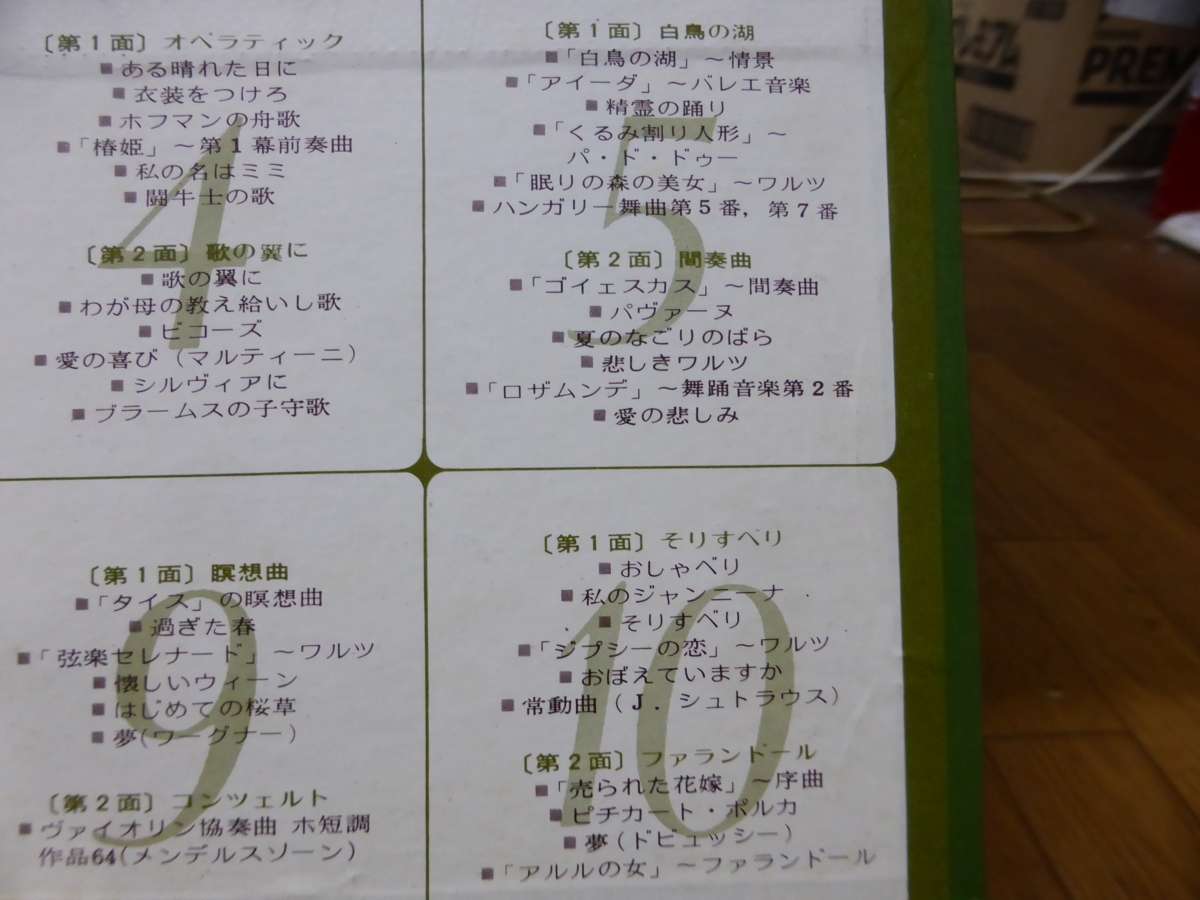 〔第1面〕オペラティック
■ある晴れた日に
■衣装をつけろ
■ホフマンの舟歌
■「椿姫」～第1幕前奏曲
■私の名はミミ
■闘牛士の歌
〔第2面〕歌の翼に
■歌の翼に
■わが母の教え給いし歌
■ビコーズ
■愛の喜び（マルティーニ）
■シルヴィアに
■ブラームスの子守歌
4
〔第1面〕白鳥の湖
■「白鳥の湖」～情景
■「アイーダ」～バレエ音楽
■精霊の踊り
■「くるみ割り人形」～
パ・ド・ドゥー
■「眠りの森の美女」～ワルツ
■ハンガリー舞曲第5番，第7番
〔第2面〕間奏曲
■「ゴイェスカス」～間奏曲
■パヴァーヌ
■夏のなごりのばら
■悲しきワルツ
■「ロザムンデ」～舞踊音楽第2番
■愛の悲しみ
5
〔第1面〕瞑想曲
■「タイス」の瞑想曲
■過ぎた春
■「弦楽セレナード」～ワルツ
■懐しいウィーン
■はじめての桜草
■夢(ワーグナー)
〔第2面〕コンツェルト
■ヴァイオリン協奏曲 ホ短調
作品64(メンデルスゾーン)
9
〔第1面〕そりすべり
■おしゃべり
■私のジャンニーナ
■そりすべり
■「ジプシーの恋」～ワルツ
■おぼえていますか
■常動曲（J．シュトラウス）
〔第2面〕ファランドール
■「売られた花嫁」～序曲
■ピチカート・ポルカ
■夢(ドビュッシー)
■「アルルの女」～ファランドール
10
PREM